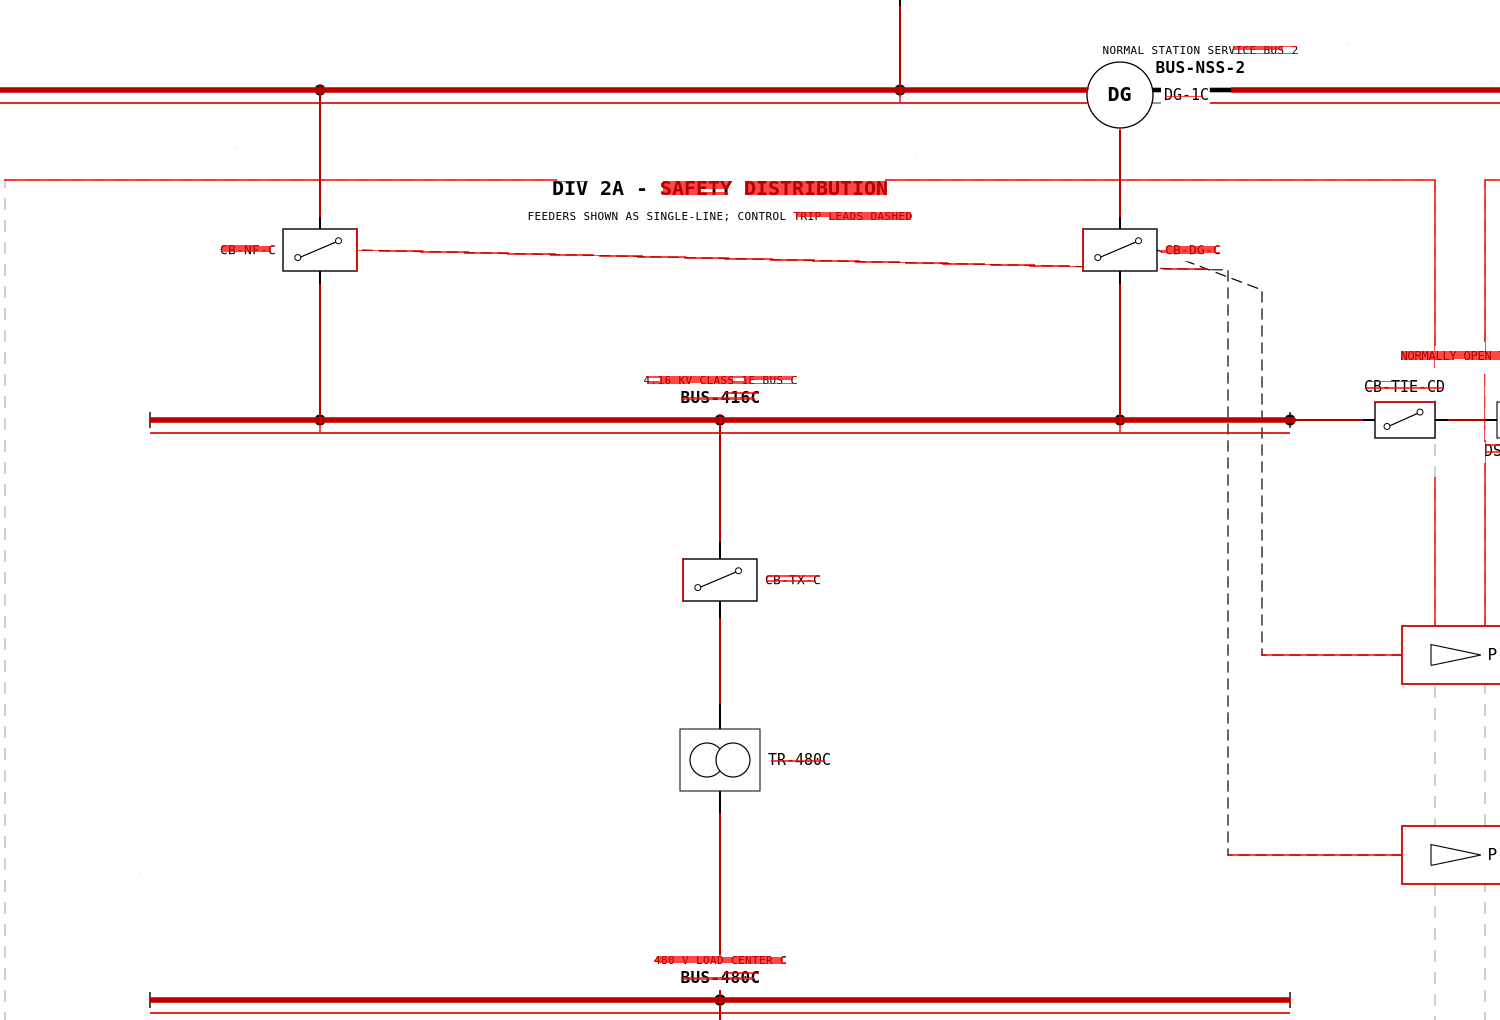 NORMAL STATION SERVICE BUS 2
BUS-NSS-2
DG
DG-1C
DIV 2A - SAFETY DISTRIBUTION
FEEDERS SHOWN AS SINGLE-LINE; CONTROL TRIP LEADS DASHED
CB-NF-C
CB-DG-C
NORMALLY OPEN
4.16 KV CLASS 1E BUS C
CB-TIE-CD
BUS-416C
DS
CB-TX-C
P
TR-480C
P
480 V LOAD CENTER C
BUS-480C